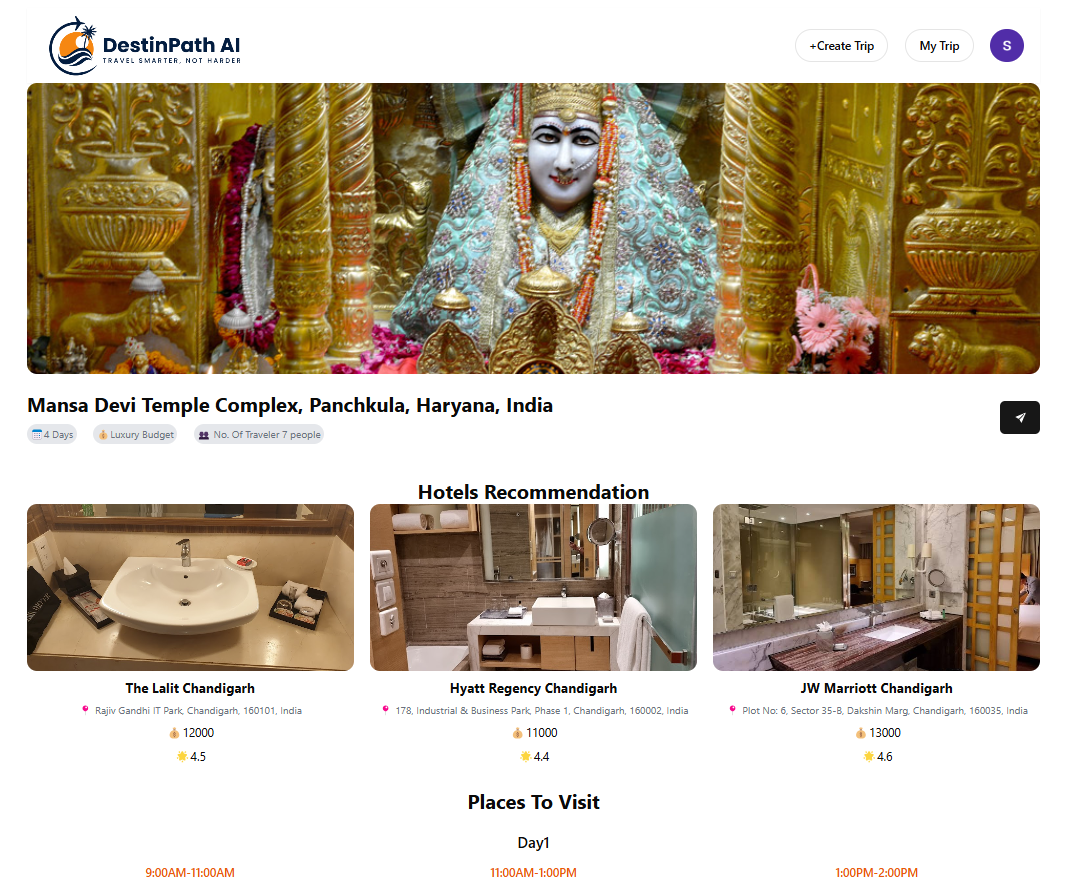 DestinPath AI
TRAVEL SMARTER, NOT HARDER
+Create Trip
My Trip
S
Mansa Devi Temple Complex, Panchkula, Haryana, India
4 Days
Luxury Budget
No. Of Traveler 7 people
Hotels Recommendation
The Lalit Chandigarh
Rajiv Gandhi IT Park, Chandigarh, 160101, India
12000
4.5
Hyatt Regency Chandigarh
178, Industrial & Business Park, Phase 1, Chandigarh, 160002, India
11000
4.4
JW Marriott Chandigarh
Plot No: 6, Sector 35-B, Dakshin Marg, Chandigarh, 160035, India
13000
4.6
Places To Visit
Day1
9:00AM-11:00AM
11:00AM-1:00PM
1:00PM-2:00PM